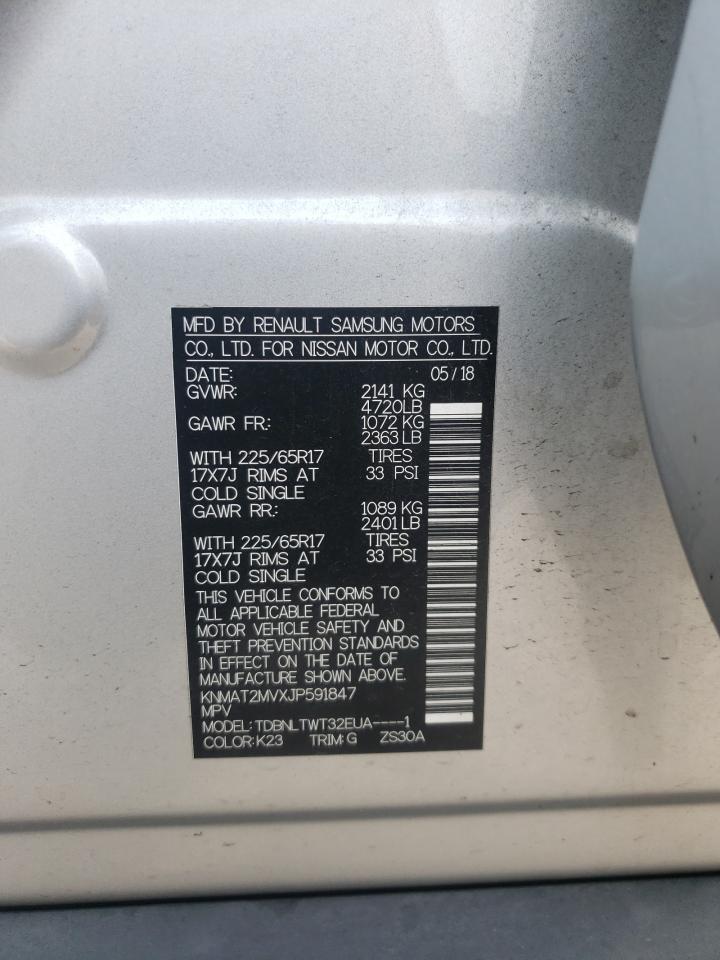 MFD BY RENAULT SAMSUNG MOTORS
CO., LTD. FOR NISSAN MOTOR CO., LTD.
DATE: 05/18
GVWR: 2141 KG
4720LB
GAWR FR.: 1072 KG
2363LB
WITH 225/65R17 TIRES
17X7J RIMS AT 33 PSI
COLD SINGLE
GAWR RR.: 1089 KG
2401LB
WITH 225/65R17 TIRES
17X7J RIMS AT 33 PSI
COLD SINGLE
THIS VEHICLE CONFORMS TO
ALL APPLICABLE FEDERAL
MOTOR VEHICLE SAFETY AND
THEFT PREVENTION STANDARDS
IN EFFECT ON THE DATE OF
MANUFACTURE SHOWN ABOVE.
KNMAT2MVXJP591847
MPV
MODEL: TDBNLTWT32EUA----1
COLOR: K23 TRIM: G ZS30A